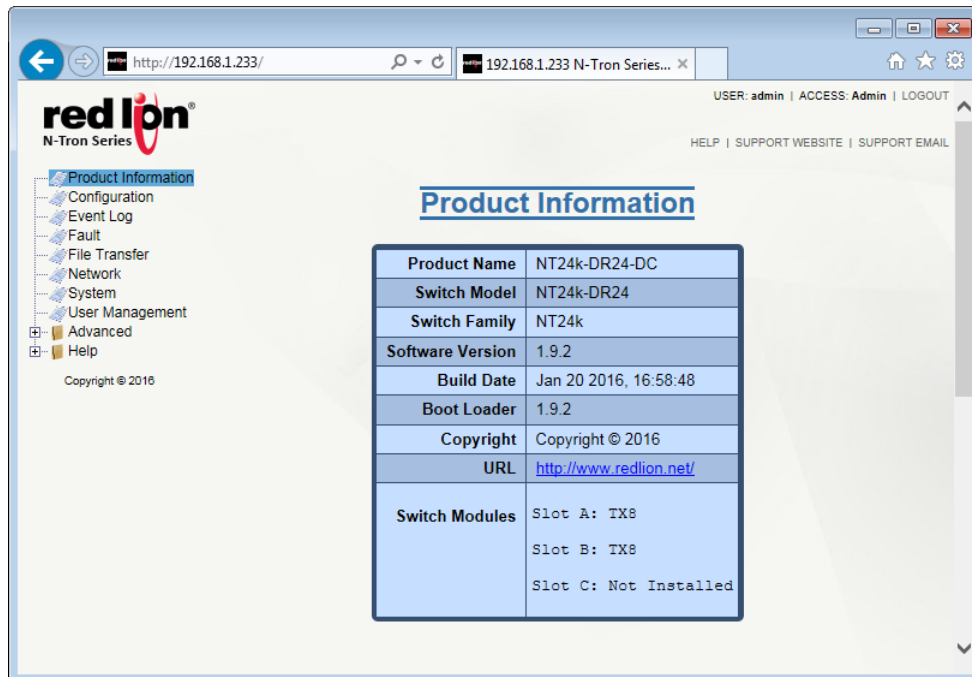 http://192.168.1.233/
192.168.1.233 N-Tron Series...
red lion®
N-Tron Series
USER: admin | ACCESS: Admin | LOGOUT
HELP | SUPPORT WEBSITE | SUPPORT EMAIL
Product Information
Configuration
Event Log
Fault
File Transfer
Network
System
User Management
Advanced
Help
Copyright © 2016
Product Information
Product Name NT24k-DR24-DC
Switch Model NT24k-DR24
Switch Family NT24k
Software Version 1.9.2
Build Date Jan 20 2016, 16:58:48
Boot Loader 1.9.2
Copyright Copyright © 2016
URL http://www.redlion.net/
Switch Modules
Slot A: TX8
Slot B: TX8
Slot C: Not Installed